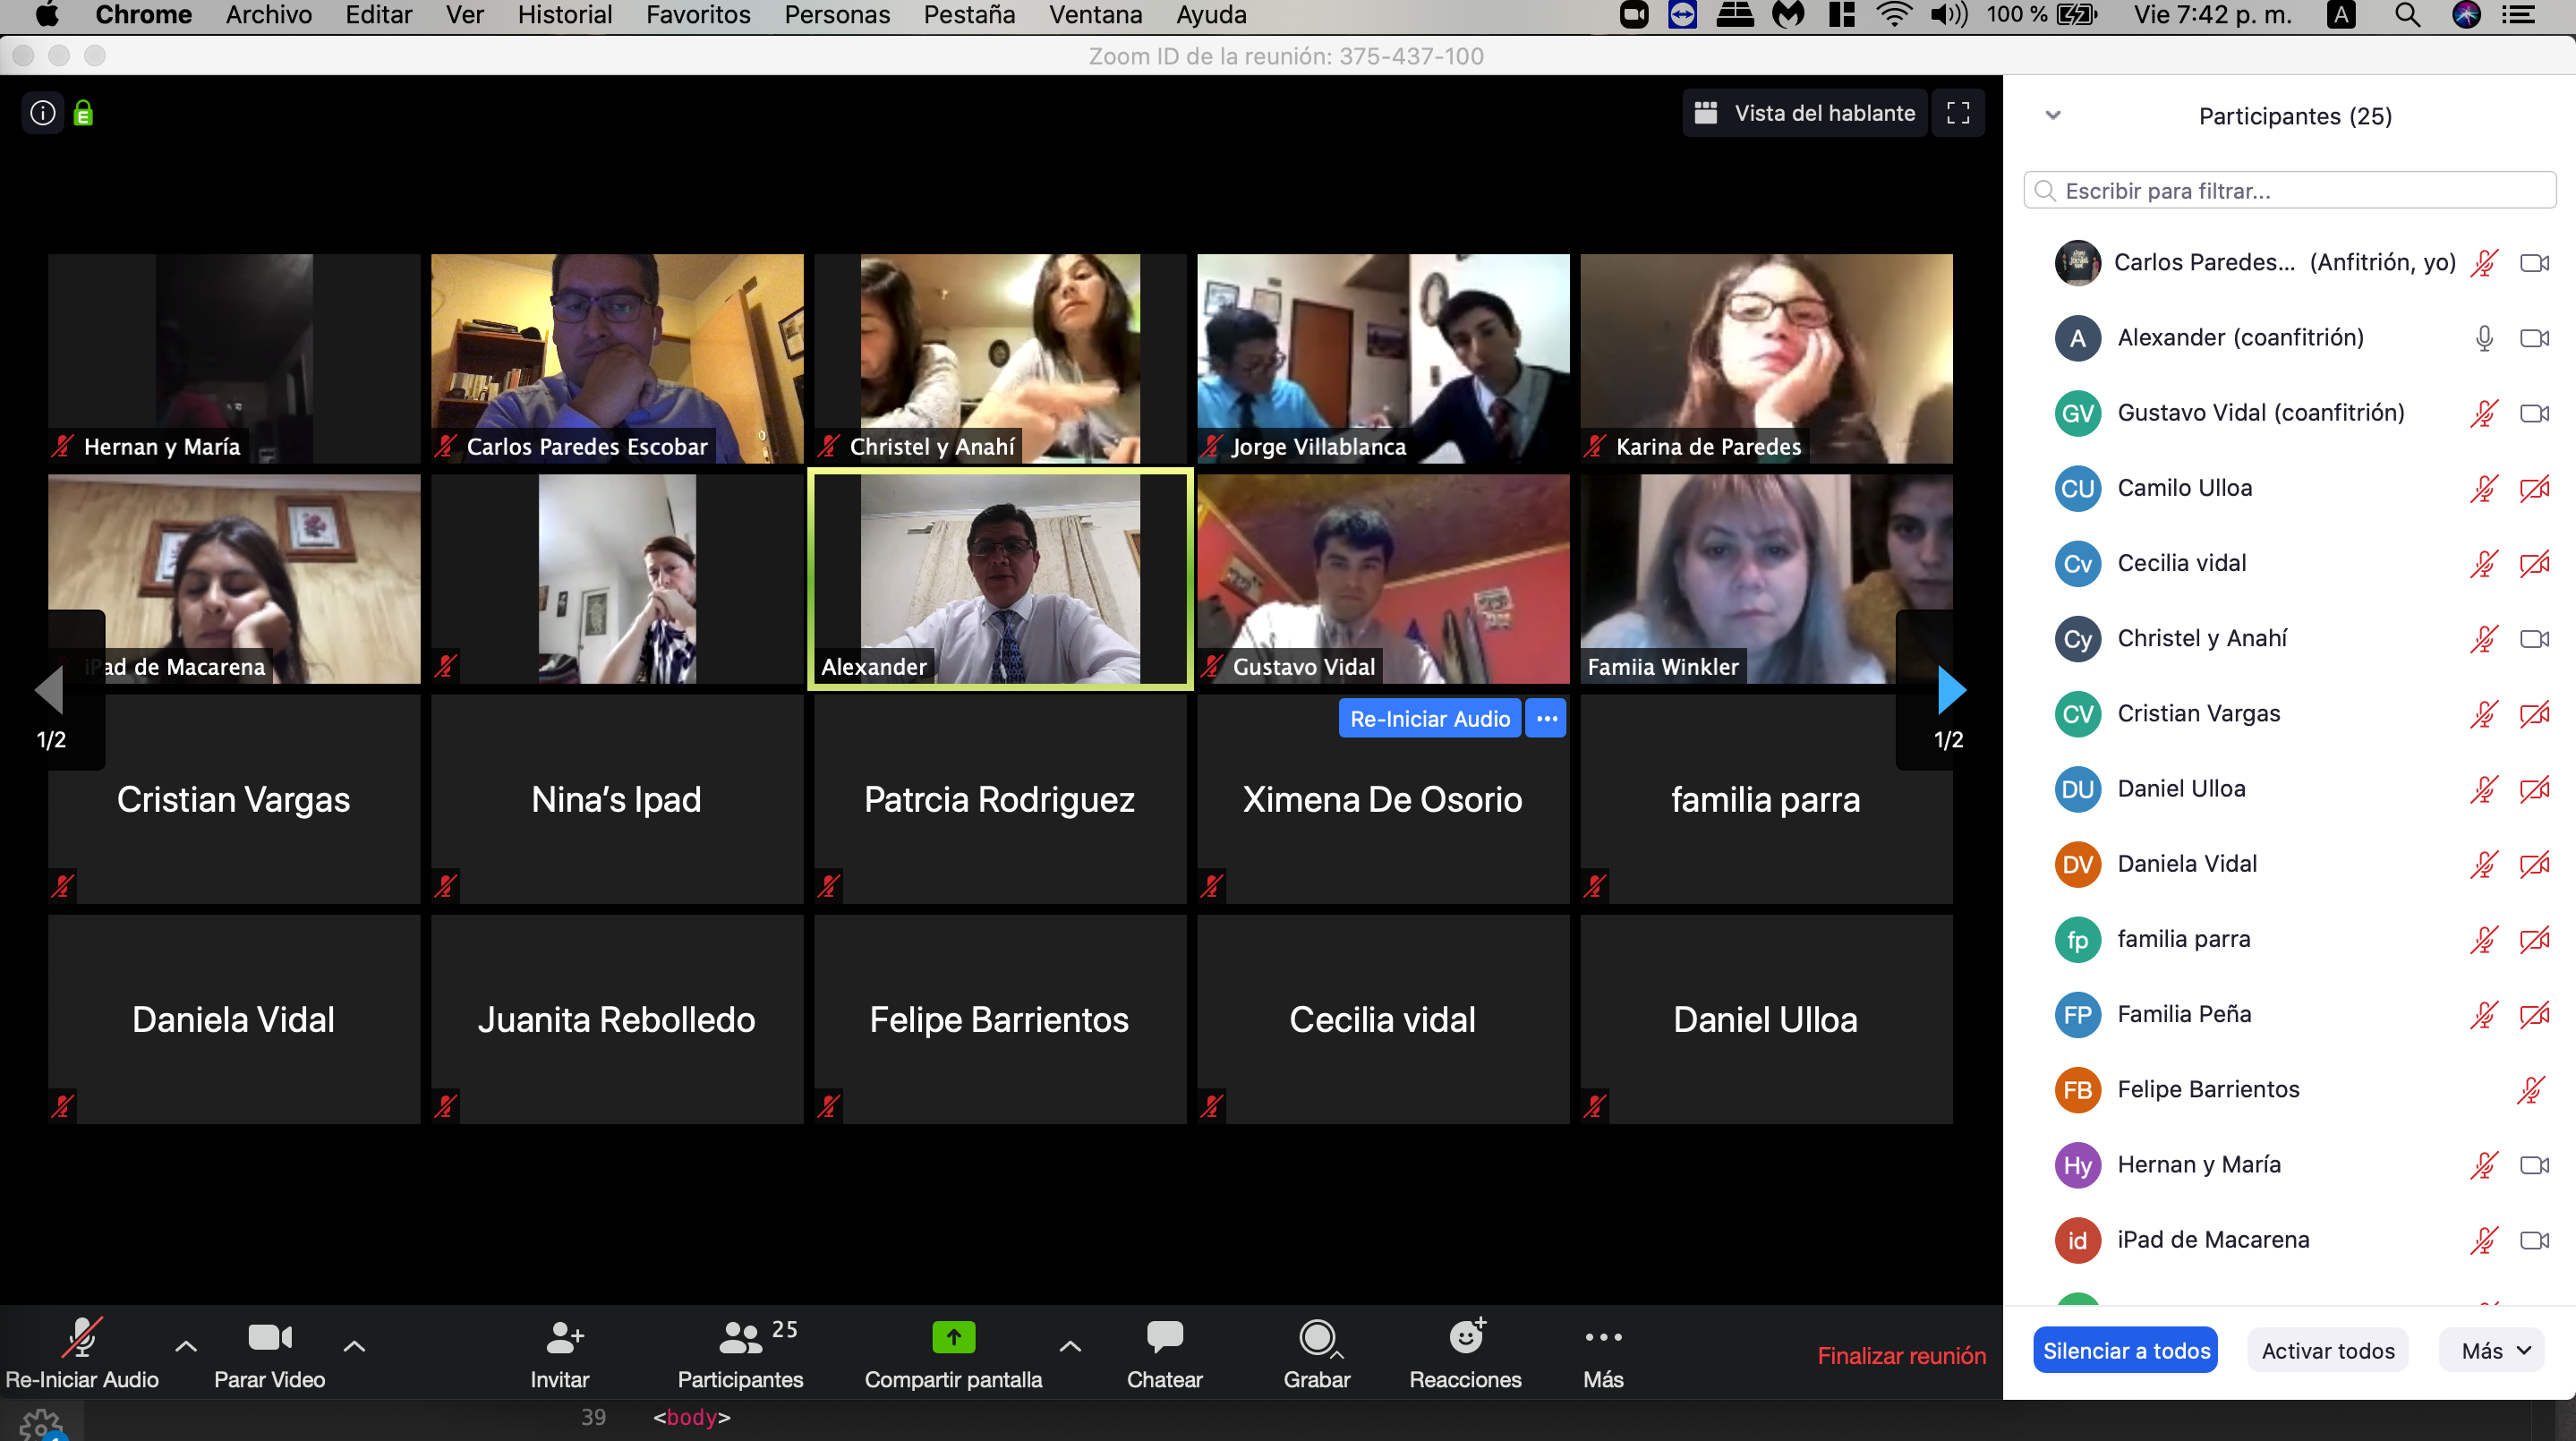 Chrome Archivo Editar Ver Historial Favoritos Personas Pestaña Ventana Ayuda 100 % Vie 7:42 p. m. A
Zoom ID de la reunión: 375-437-100
E Vista del hablante
Participantes (25)
Escribir para filtrar...
Hernan y María
Carlos Paredes Escobar
Christel y Anahí
Jorge Villablanca
Karina de Paredes
iPad de Macarena
Alexander
Gustavo Vidal
Famiia Winkler
1/2
1/2
Re-Iniciar Audio ...
Cristian Vargas
Nina’s Ipad
Patrcia Rodriguez
Ximena De Osorio
familia parra
Daniela Vidal
Juanita Rebolledo
Felipe Barrientos
Cecilia vidal
Daniel Ulloa
Carlos Paredes... (Anfitrión, yo)
A Alexander (coanfitrión)
GV Gustavo Vidal (coanfitrión)
CU Camilo Ulloa
Cv Cecilia vidal
Cy Christel y Anahí
CV Cristian Vargas
DU Daniel Ulloa
DV Daniela Vidal
fp familia parra
FP Familia Peña
FB Felipe Barrientos
Hy Hernan y María
id iPad de Macarena
Re-Iniciar Audio
Parar Video
Invitar
25
Participantes
Compartir pantalla
Chatear
Grabar
Reacciones
Más
Finalizar reunión
Silenciar a todos
Activar todos
Más
39 <body>